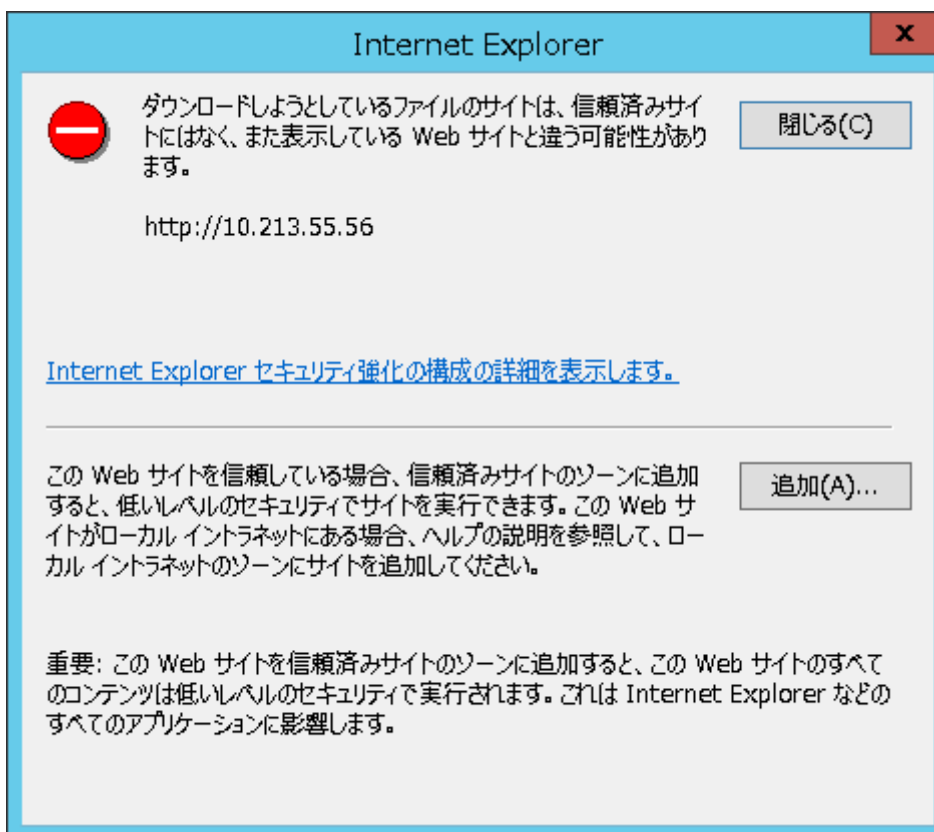 Internet Explorer
x
ダウンロードしようとしているファイルのサイトは、信頼済みサイ
トにはなく、また表示している Web サイトと違う可能性があり
ます。
閉じる(C)
http://10.213.55.56
Internet Explorer セキュリティ強化の構成の詳細を表示します。
この Web サイトを信頼している場合、信頼済みサイトのゾーンに追加
すると、低いレベルのセキュリティでサイトを実行できます。この Web サ
イトがローカル イントラネットにある場合、ヘルプの説明を参照して、ロー
カル イントラネットのゾーンにサイトを追加してください。
追加(A)...
重要: この Web サイトを信頼済みサイトのゾーンに追加すると、この Web サイトのすべて
のコンテンツは低いレベルのセキュリティで実行されます。これは Internet Explorer などの
すべてのアプリケーションに影響します。